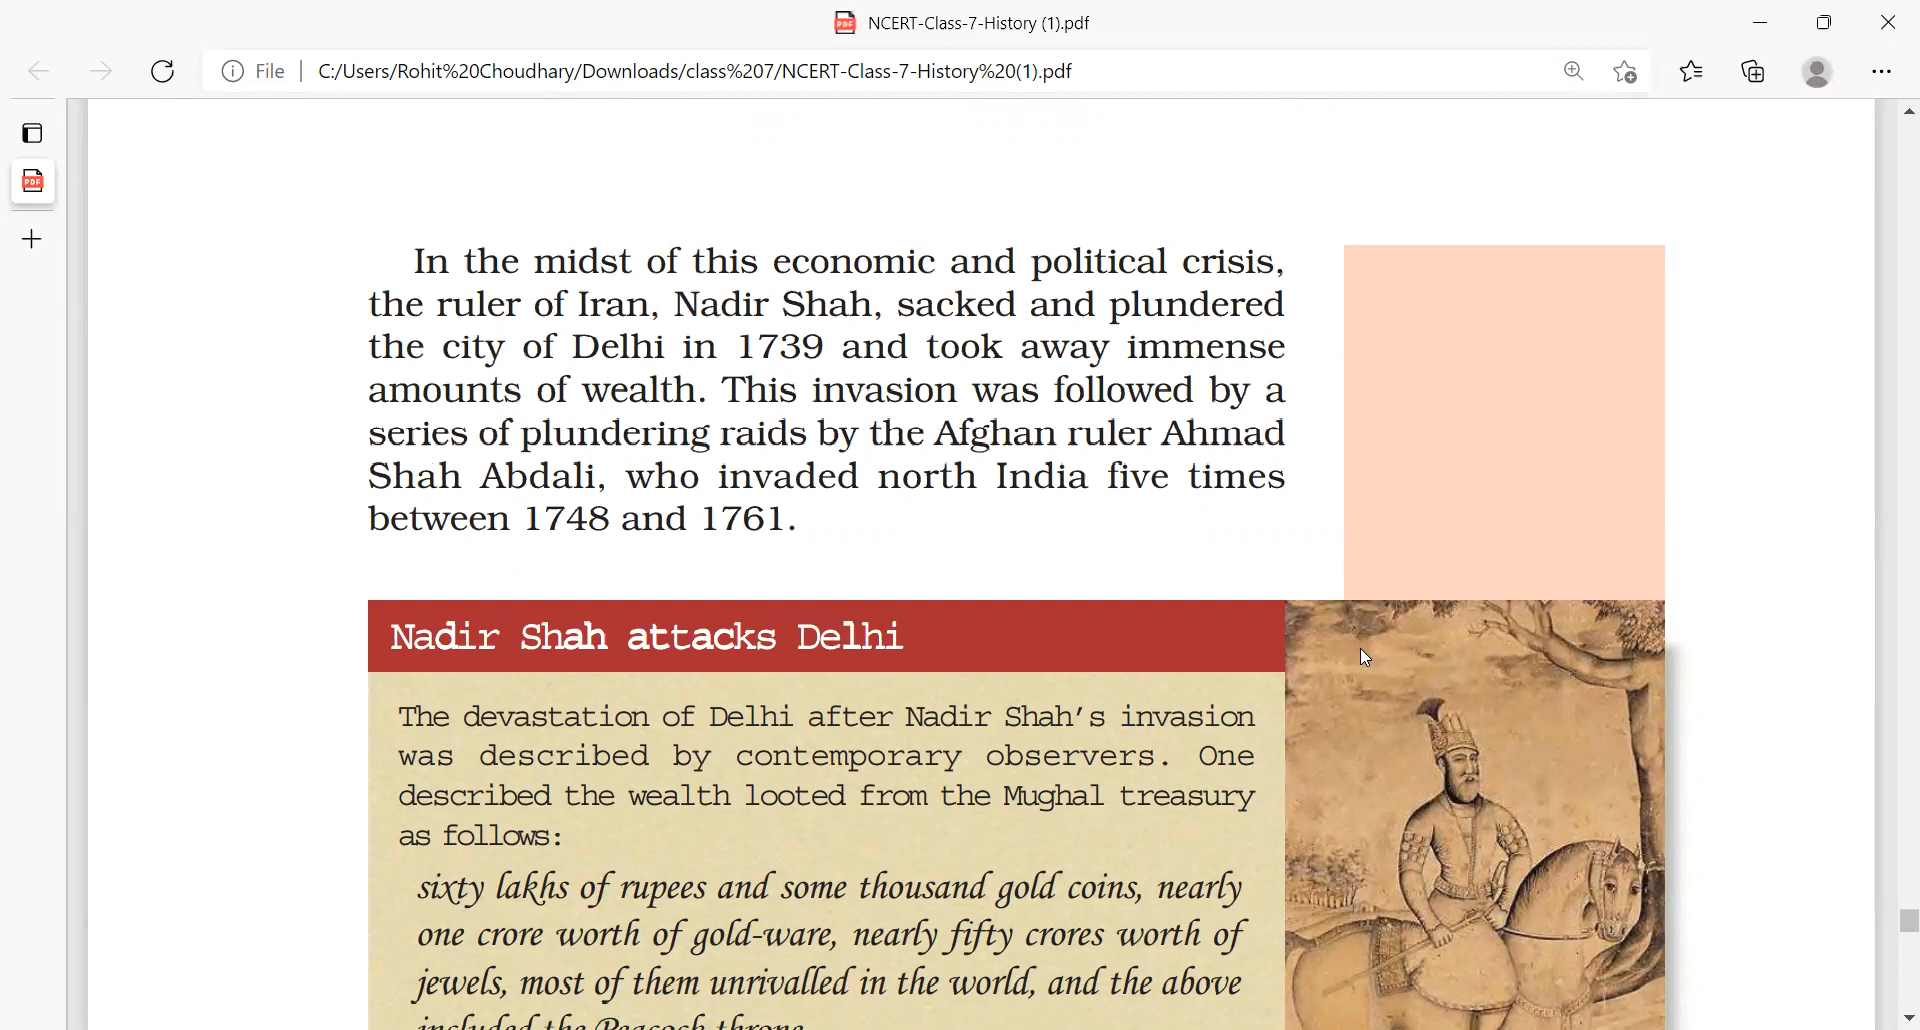 NCERT-Class-7-History (1).pdf
File
C:/Users/Rohit%20Choudhary/Downloads/class%207/NCERT-Class-7-History%20(1).pdf
In the midst of this economic and political crisis,
the ruler of Iran, Nadir Shah, sacked and plundered
the city of Delhi in 1739 and took away immense
amounts of wealth. This invasion was followed by a
series of plundering raids by the Afghan ruler Ahmad
Shah Abdali, who invaded north India five times
between 1748 and 1761.
Nadir Shah attacks Delhi
The devastation of Delhi after Nadir Shah's invasion
was described by contemporary observers. One
described the wealth looted from the Mughal treasury
as follows:
sixty lakhs of rupees and some thousand gold coins, nearly
one crore worth of gold-ware, nearly fifty crores worth of
jewels, most of them unrivalled in the world, and the above
included the Peacock throne.